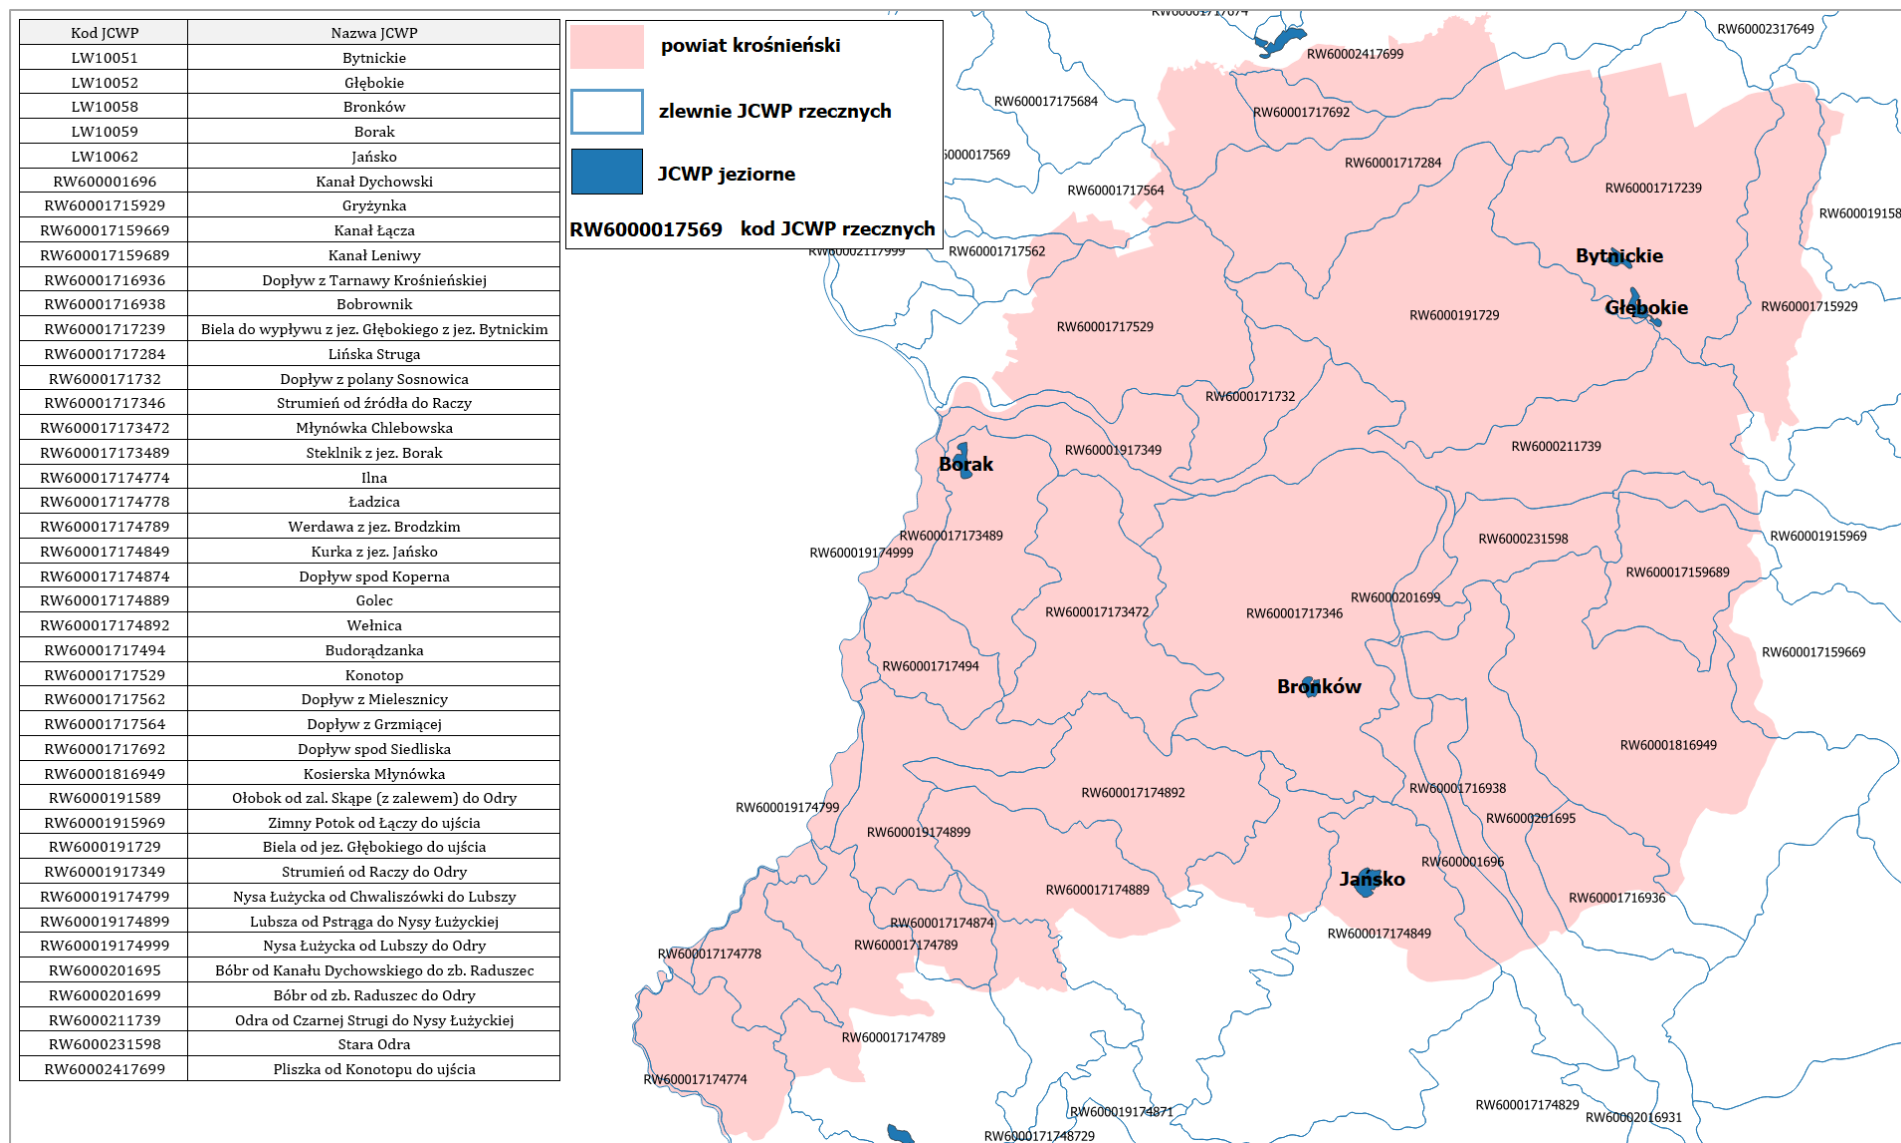 Kod JCWP Nazwa JCWP
LW10051 Bytnickie
LW10052 Głębokie
LW10058 Bronków
LW10059 Borak
LW10062 Jańsko
RW600001696 Kanał Dychowski
RW60001715929 Gryżynka
RW600017159669 Kanał Łącza
RW600017159689 Kanał Leniwy
RW60001716936 Dopływ z Tarnawy Krośnieńskiej
RW60001716938 Bobrownik
RW60001717239 Biela do wypływu z jez. Głębokiego z jez. Bytnickim
RW60001717284 Lińska Struga
RW6000171732 Dopływ z polany Sosnowica
RW60001717346 Strumień od źródła do Raczy
RW600017173472 Młynówka Chlebowska
RW600017173489 Steklnik z jez. Borak
RW600017174774 Ilna
RW600017174778 Ładzica
RW600017174789 Werdawa z jez. Brodzkim
RW600017174849 Kurka z jez. Jańsko
RW600017174874 Dopływ spod Koperna
RW600017174889 Golec
RW600017174892 Wełnica
RW60001717494 Budorądzanka
RW60001717529 Konotop
RW60001717562 Dopływ z Mielesznicy
RW60001717564 Dopływ z Grzmiącej
RW60001717692 Dopływ spod Siedliska
RW60001816949 Kosierska Młynówka
RW6000191589 Ołobok od zal. Skąpe (z zalewem) do Odry
RW60001915969 Zimny Potok od Łączy do ujścia
RW6000191729 Biela od jez. Głębokiego do ujścia
RW60001917349 Strumień od Raczy do Odry
RW600019174799 Nysa Łużycka od Chwaliszówki do Lubszy
RW600019174899 Lubsza od Pstrąga do Nysy Łużyckiej
RW600019174999 Nysa Łużycka od Lubszy do Odry
RW6000201695 Bóbr od Kanału Dychowskiego do zb. Raduszec
RW6000201699 Bóbr od zb. Raduszec do Odry
RW6000211739 Odra od Czarnej Strugi do Nysy Łużyckiej
RW6000231598 Stara Odra
RW60002417699 Pliszka od Konotopu do ujścia
powiat krośnieński
zlewnie JCWP rzecznych
JCWP jeziorne
RW6000017569 kod JCWP rzecznych
RW60002317649
RW60002417699
RW600017175684
RW60001717692
6000017569
RW60001717284
RW60001717564
RW60001717239
RW600019158
RW60002117999
RW60001717562
Bytnickie
Głębokie
RW60001715929
RW6000191729
RW60001717529
RW6000171732
RW60001917349
RW6000211739
Borak
RW600017173489
RW6000231598
RW60001915969
RW600019174999
RW600017159689
RW6000201699
RW600017173472
RW60001717346
RW600017159669
RW60001717494
Bronków
RW60001816949
RW60001716938
RW600017174892
RW600019174799
RW6000201695
RW600019174899
RW600001696
Jańsko
RW600017174889
RW60001716936
RW600017174874
RW600017174849
RW600017174789
RW600017174778
RW600017174789
RW600017174774
RW600017174829
RW600019174871
RW60002016931
RW6000171748729